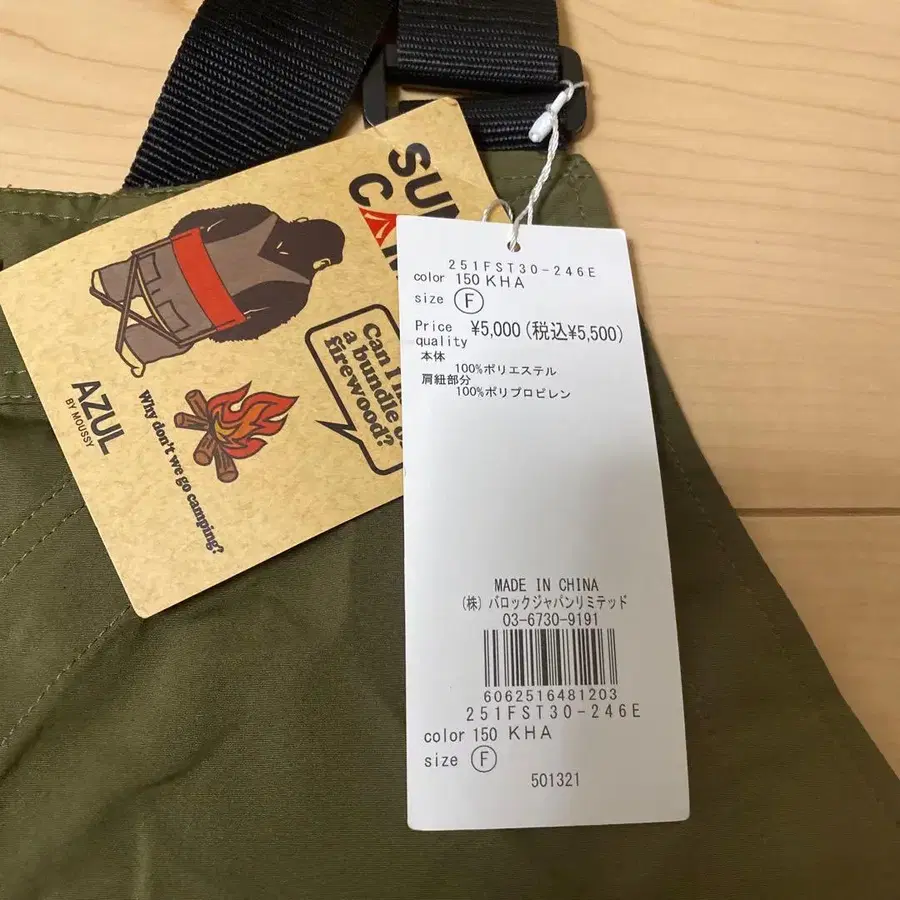 AZUL
BY MOUSSY
Why don't we go camping?
Can I
a bundle
firewood?
251FST30-246E
color 150 KHA
size F
Price ¥5,000 (税込¥5,500)
quality
本体
100%ポリエステル
肩紐部分
100%ポリプロピレン
MADE IN CHINA
(株) バロックジャパンリミテッド
03-6730-9191
6062516481203
251FST30-246E
color 150 KHA
size F
501321